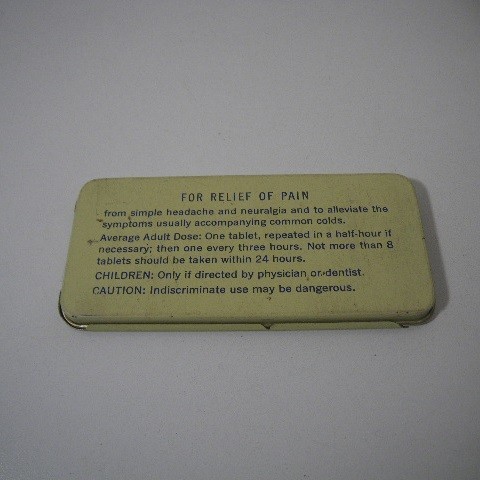 FOR RELIEF OF PAIN
from simple headache and neuralgia and to alleviate the
symptoms usually accompanying common colds.
Average Adult Dose: One tablet, repeated in a half-hour if
necessary; then one every three hours. Not more than 8
tablets should be taken within 24 hours.
CHILDREN: Only if directed by physician or dentist.
CAUTION: Indiscriminate use may be dangerous.